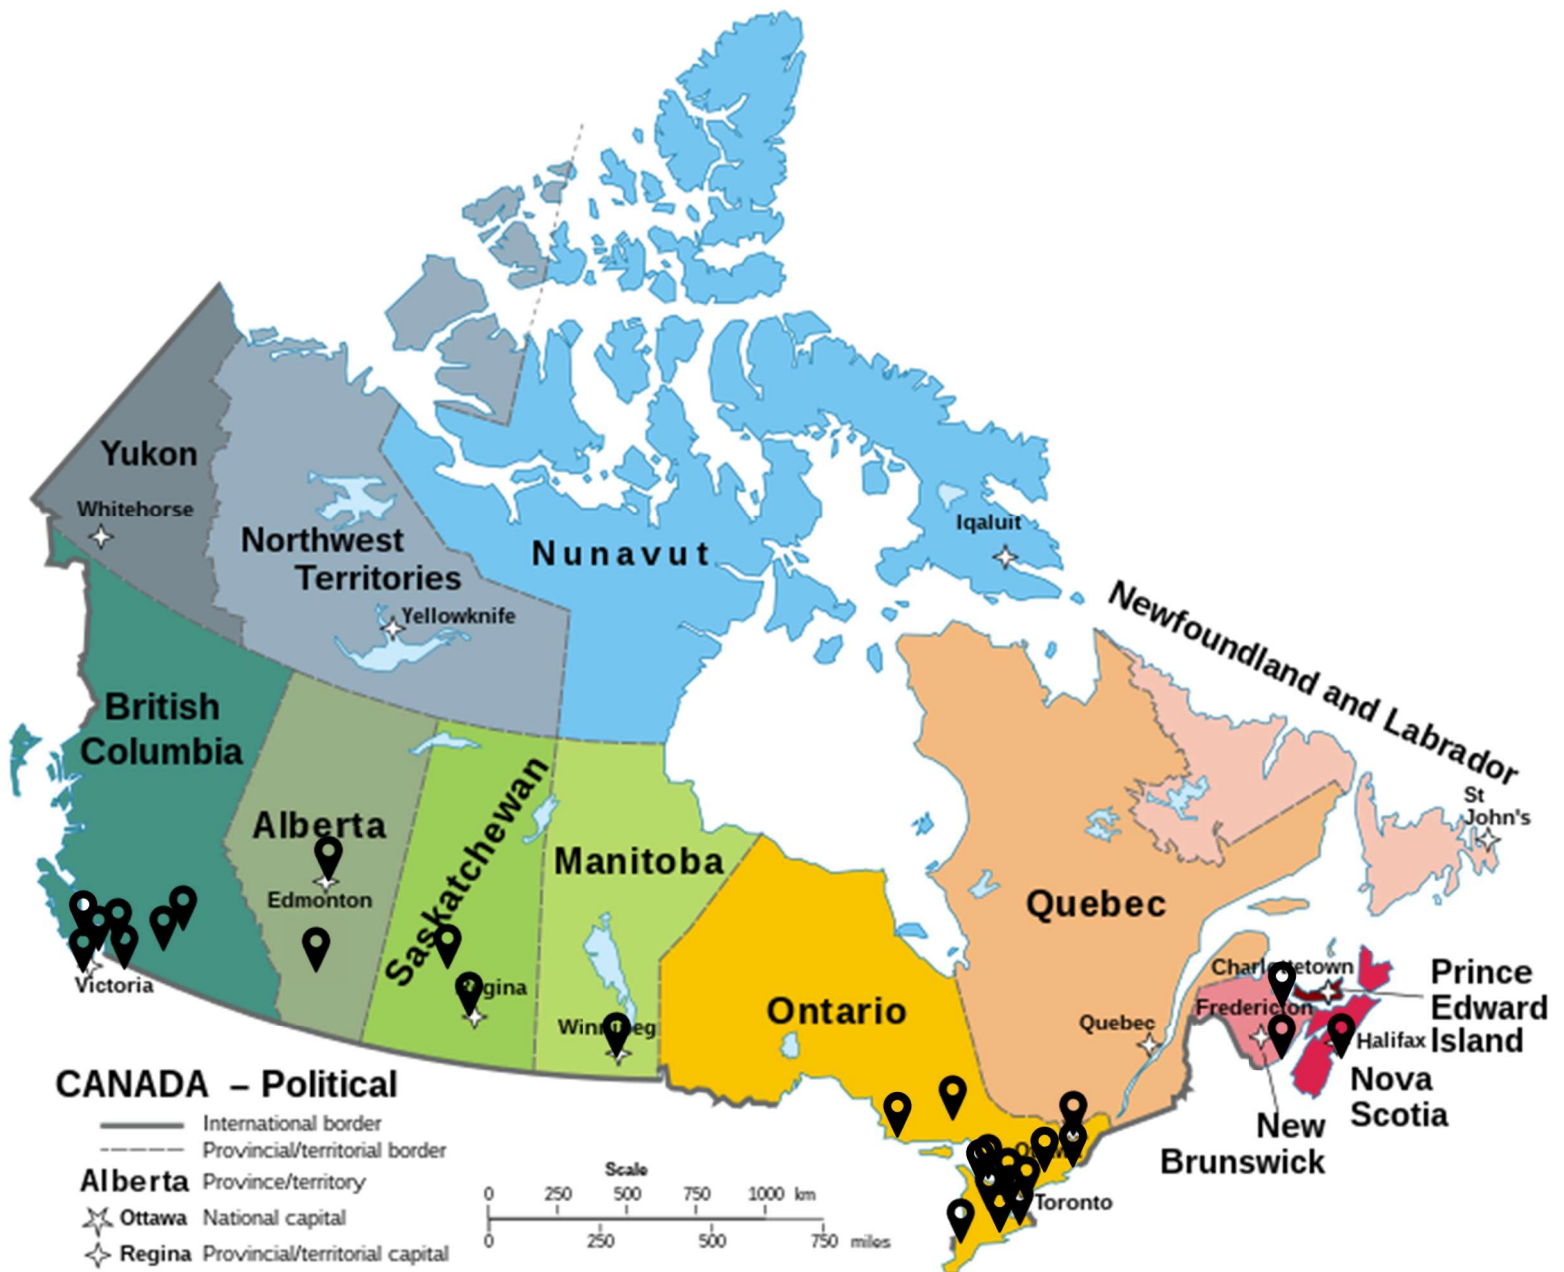 Yukon
Whitehorse
Northwest
Territories
Yellowknife
Nunavut
Iqaluit
Newfoundland and Labrador
St
John's
British
Columbia
Victoria
Alberta
Edmonton
Saskatchewan
Manitoba
Ontario
Toronto
Quebec
Quebec
Fredericton
Halifax
Prince
Edward
Island
Nova
Scotia
New
Brunswick
CANADA – Political
International border
Provincial/territorial border
Alberta Province/territory
Ottawa National capital
Regina Provincial/territorial capital
Scale
0 250 500 750 1000 km
0 250 500 750 miles